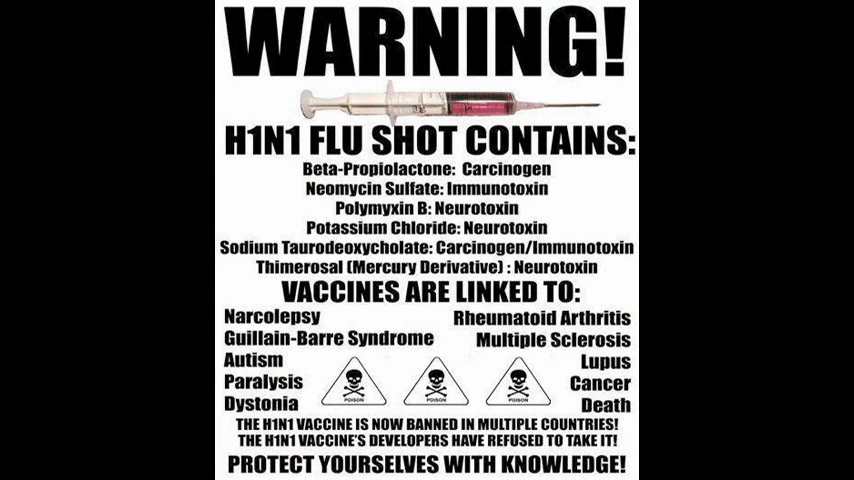 WARNING!
H1N1 FLU SHOT CONTAINS:
Beta-Propiolactone: Carcinogen
Neomycin Sulfate: Immunotoxin
Polymyxin B: Neurotoxin
Potassium Chloride: Neurotoxin
Sodium Taurodeoxycholate: Carcinogen/Immunotoxin
Thimerosal (Mercury Derivative) : Neurotoxin
VACCINES ARE LINKED TO:
Narcolepsy
Guillain-Barre Syndrome
Autism
Paralysis
Dystonia
Rheumatoid Arthritis
Multiple Sclerosis
Lupus
Cancer
Death
POISON
POISON
POISON
THE H1N1 VACCINE IS NOW BANNED IN MULTIPLE COUNTRIES!
THE H1N1 VACCINE'S DEVELOPERS HAVE REFUSED TO TAKE IT!
PROTECT YOURSELVES WITH KNOWLEDGE!